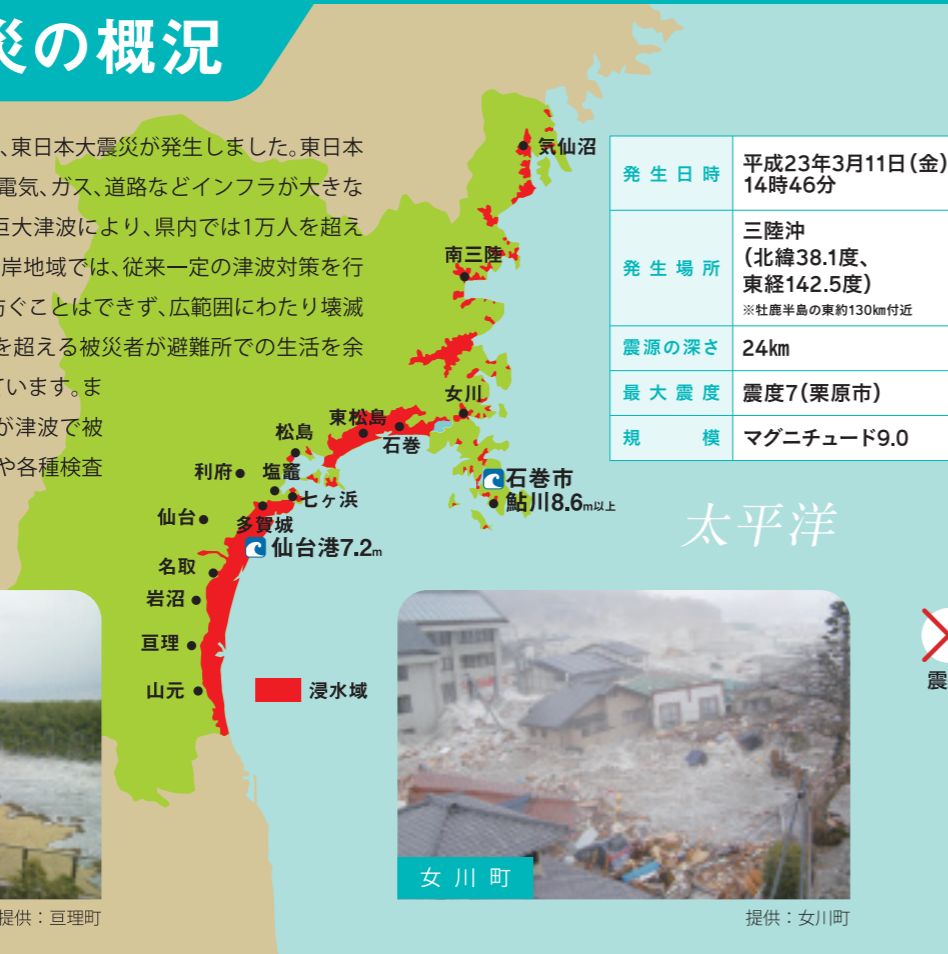 災の概況
、東日本大震災が発生しました。東日本
電気、ガス、道路などインフラが大きな
巨大津波により、県内では1万人を超え
岸地域では、従来一定の津波対策を行
防ぐことはできず、広範囲にわたり壊滅
を超える被災者が避難所での生活を余
ています。ま
が津波で被
や各種検査
気仙沼
南三陸
女川
東松島
石巻
松島
利府
塩竈
七ヶ浜
多賀城
仙台
石巻市
鮎川8.6m以上
仙台港7.2m
名取
岩沼
亘理
山元
浸水域
太平洋
発生日時
平成23年3月11日(金)
14時46分
発生場所
三陸沖
(北緯38.1度、
東経142.5度)
※牡鹿半島の東約130km付近
震源の深さ
24km
最大震度
震度7(栗原市)
規模
マグニチュード9.0
震
女川町
提供:亘理町
提供:女川町